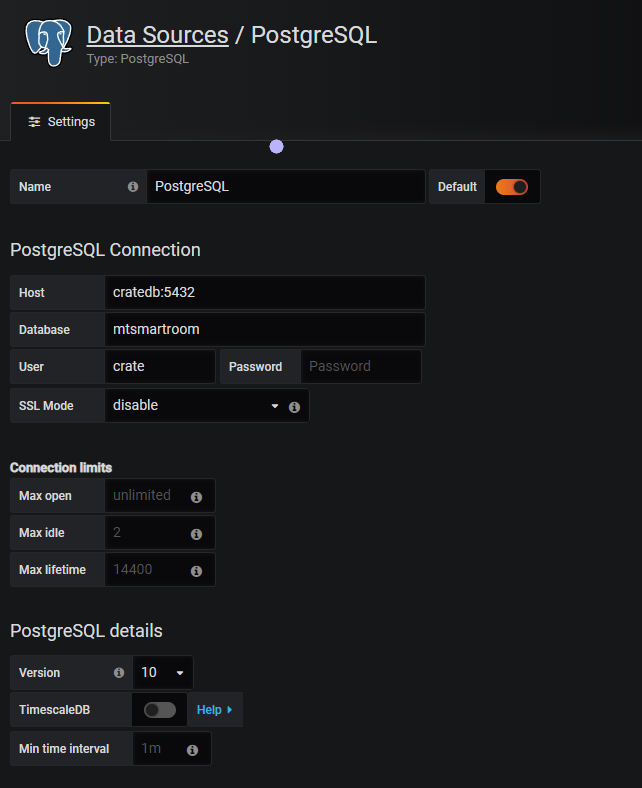 Data Sources / PostgreSQL
Type: PostgreSQL
Settings
Name PostgreSQL Default
PostgreSQL Connection
Host cratedb:5432
Database mtsmartroom
User crate Password Password
SSL Mode disable
Connection limits
Max open unlimited
Max idle 2
Max lifetime 14400
PostgreSQL details
Version 10
TimescaleDB Help
Min time interval 1m